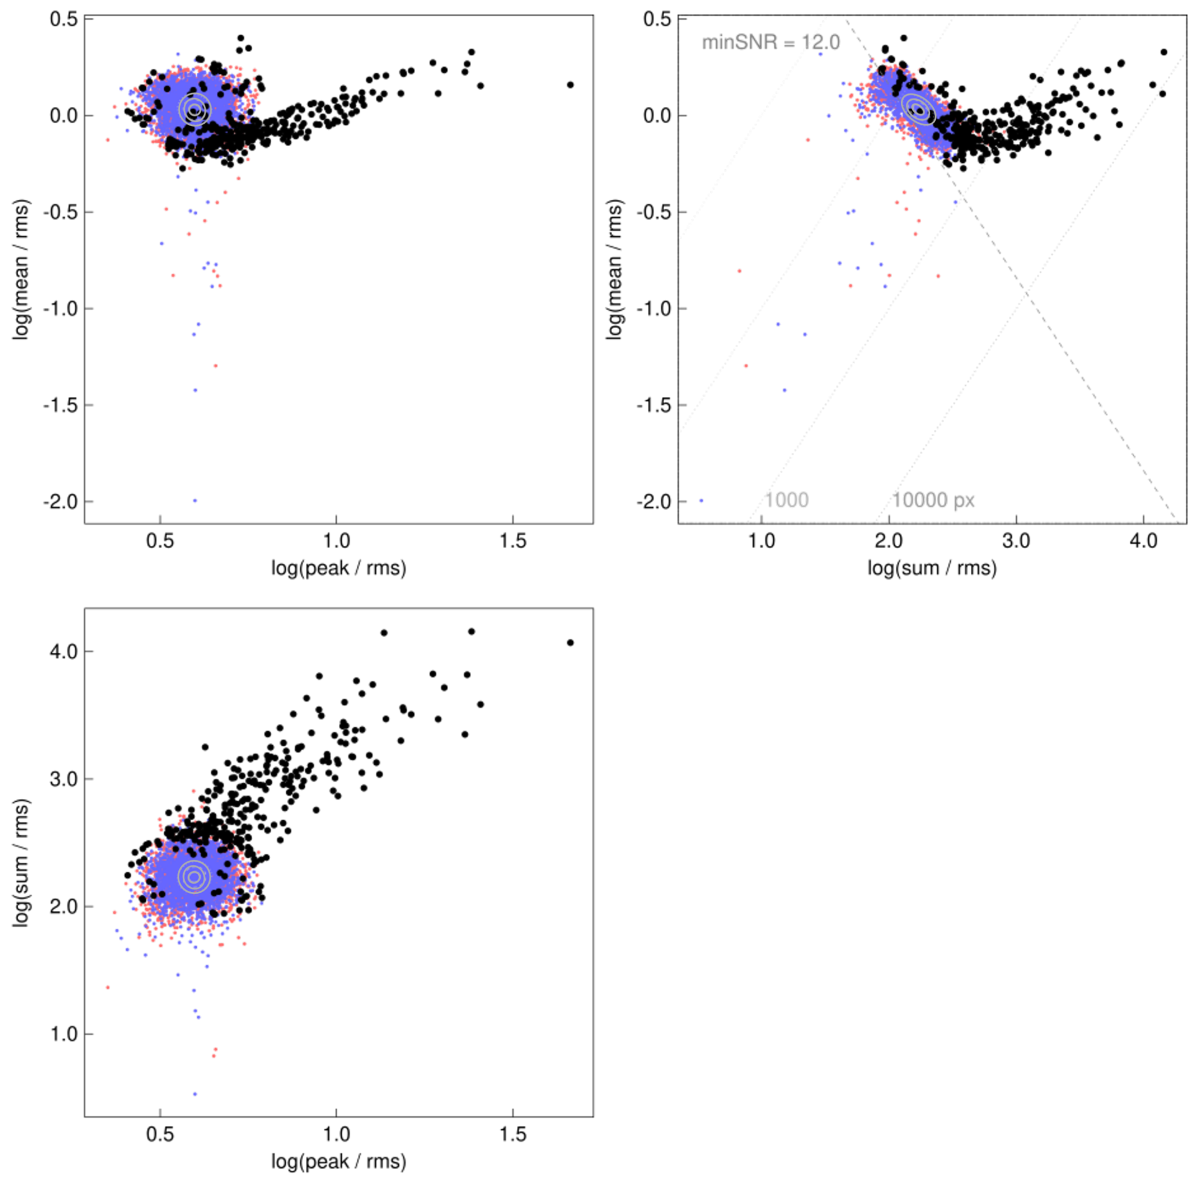 0.5
0.0
-0.5
-1.0
-1.5
-2.0
log(mean / rms)
0.5 1.0 1.5
log(peak / rms)
minSNR = 12.0
0.5
0.0
-0.5
-1.0
-1.5
-2.0
log(mean / rms)
1000 10000 px
1.0 2.0 3.0 4.0
log(sum / rms)
4.0
3.0
2.0
1.0
log(sum / rms)
0.5 1.0 1.5
log(peak / rms)